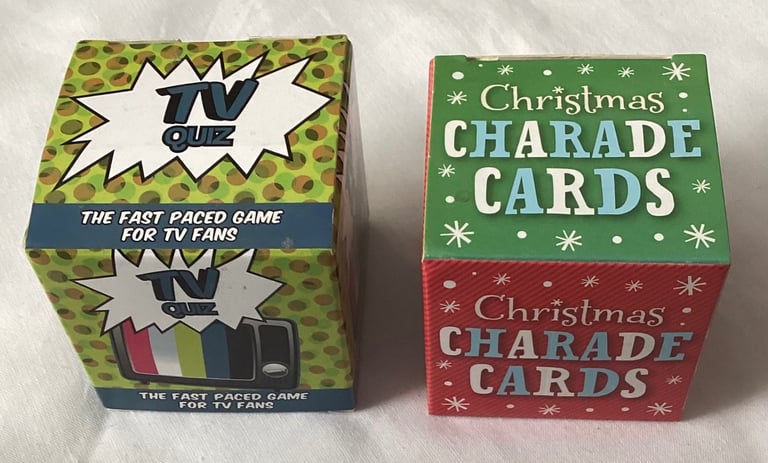 TV
QUIZ
THE FAST PACED GAME
FOR TV FANS
TV
QUIZ
THE FAST PACED GAME
FOR TV FANS
Christmas
CHARADE
CARDS
Christmas
CHARADE
CARDS